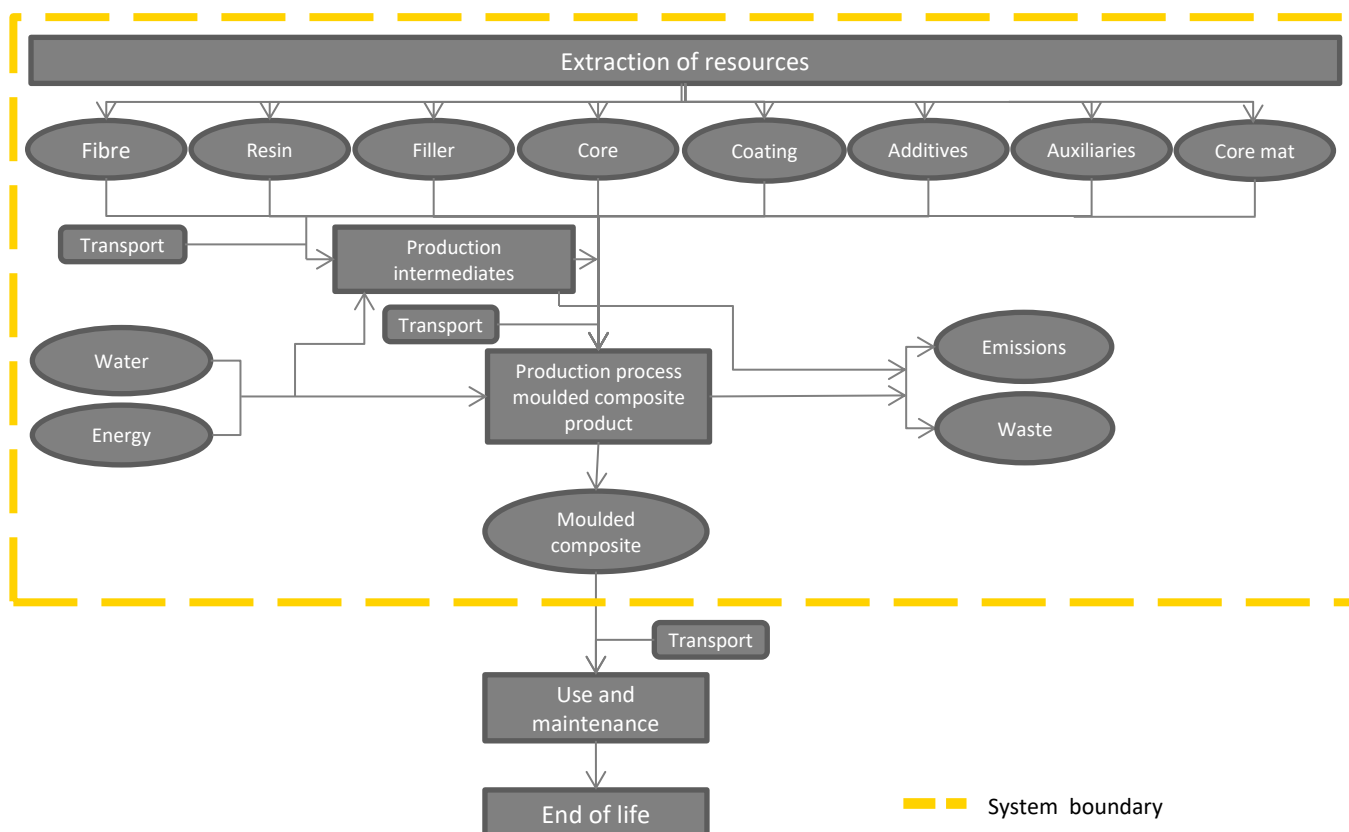 Extraction of resources
Fibre
Resin
Filler
Core
Coating
Additives
Auxiliaries
Core mat
Transport
Production
intermediates
Transport
Water
Energy
Production process
moulded composite
product
Emissions
Waste
Moulded
composite
Transport
Use and
maintenance
End of life
System boundary